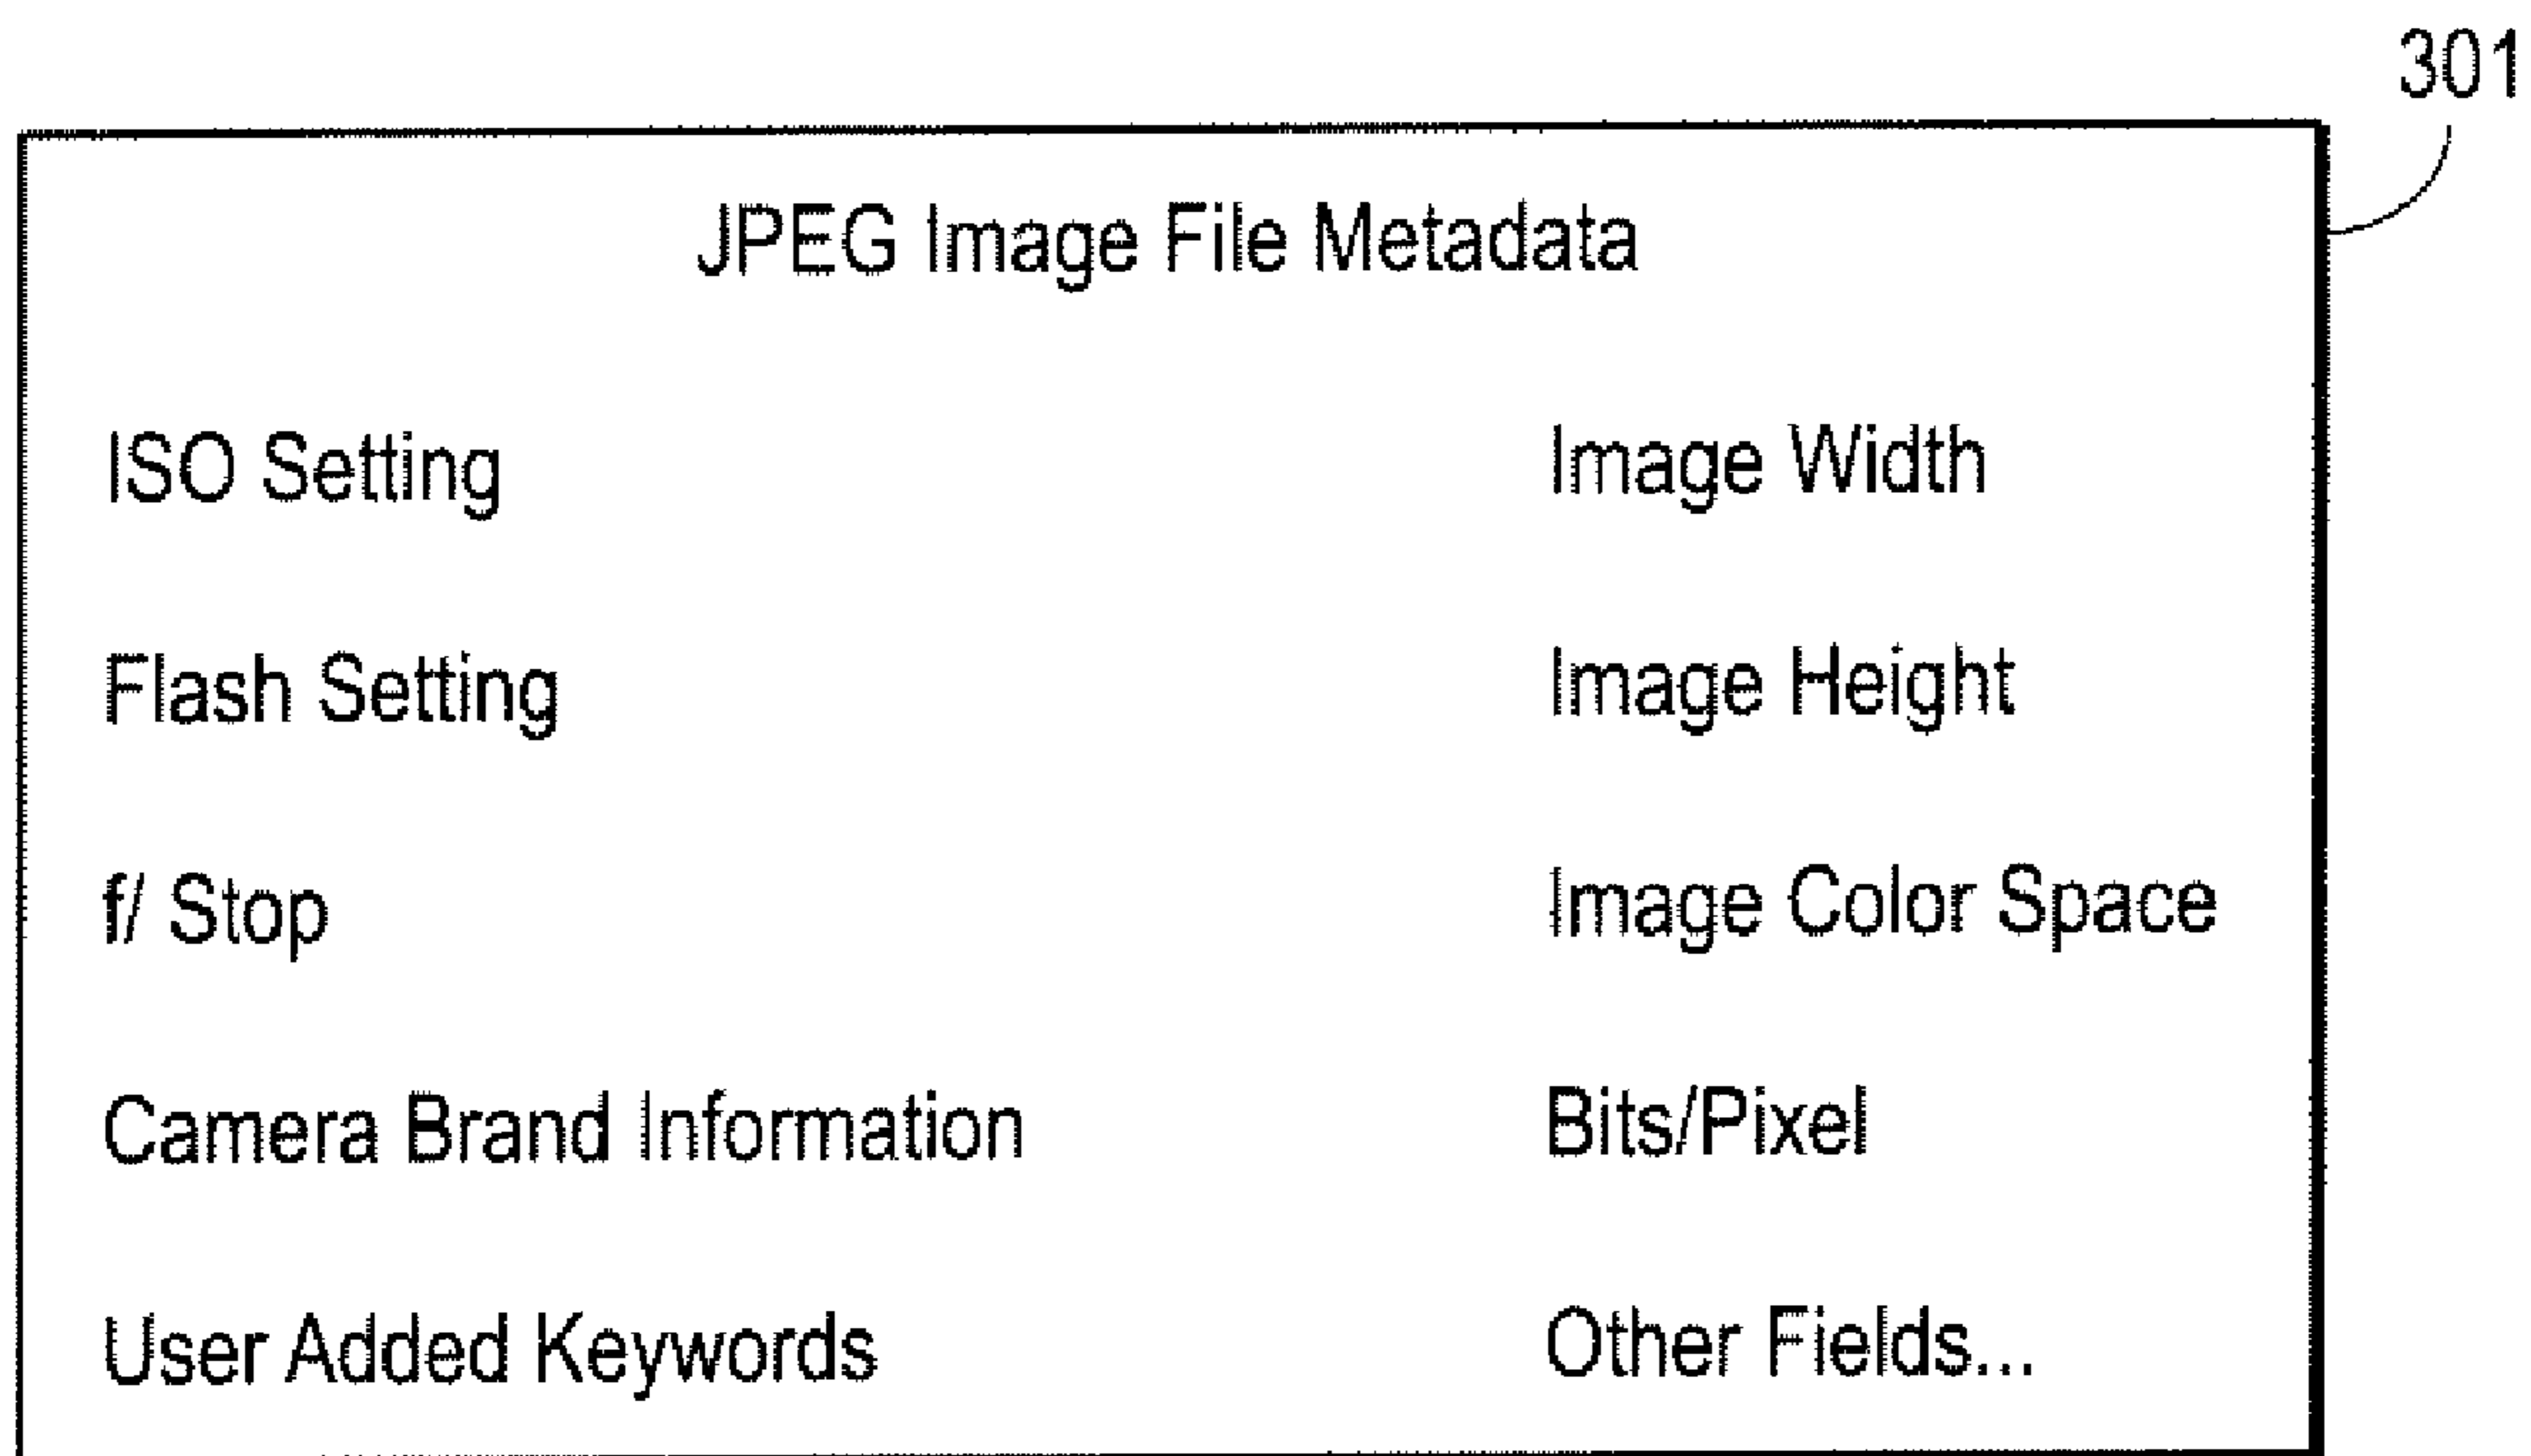 301
JPEG Image File Metadata
ISO Setting
Image Width
Flash Setting
Image Height
f/ Stop
Image Color Space
Camera Brand Information
Bits/Pixel
User Added Keywords
Other Fields...